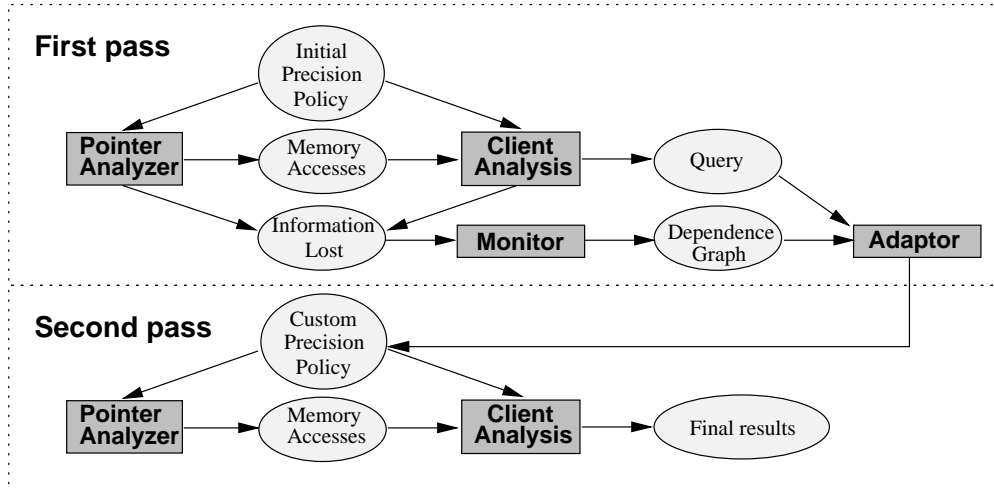 First pass
Initial
Precision
Policy
Pointer
Analyzer
Memory
Accesses
Client
Analysis
Query
Information
Lost
Monitor
Dependence
Graph
Adaptor
Second pass
Custom
Precision
Policy
Pointer
Analyzer
Memory
Accesses
Client
Analysis
Final results